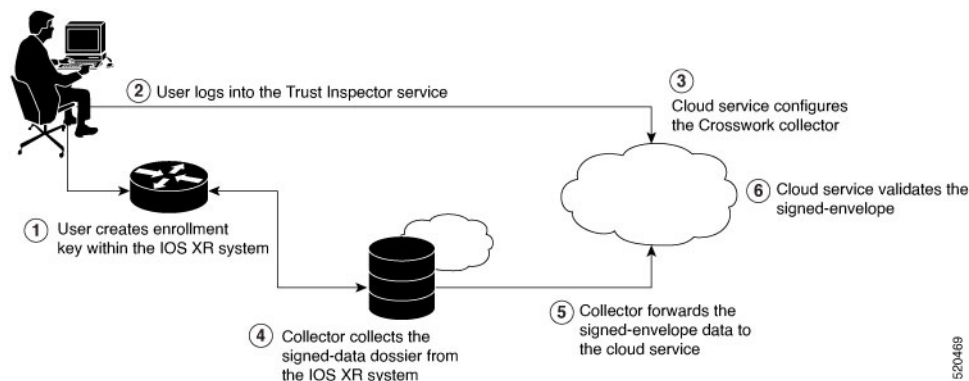 2 User logs into the Trust Inspector service
3
Cloud service configures
the Crosswork collector
1 User creates enrollment
key within the IOS XR system
6 Cloud service validates the
signed-envelope
4 Collector collects the
signed-data dossier from
the IOS XR system
5 Collector forwards the
signed-envelope data to
the cloud service
520469